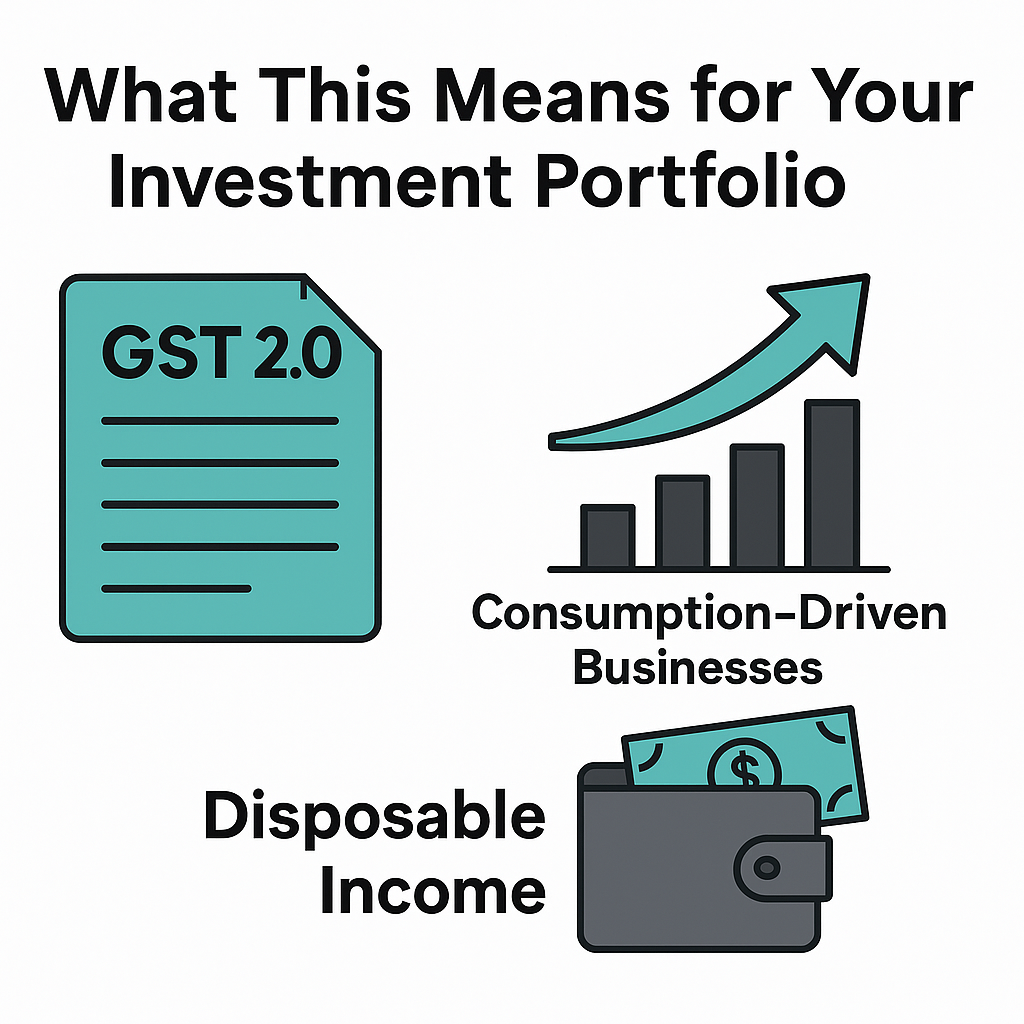 What This Means for Your
Investment Portfolio
GST 2.0
Consumption-Driven
Businesses
$
Disposable
Income